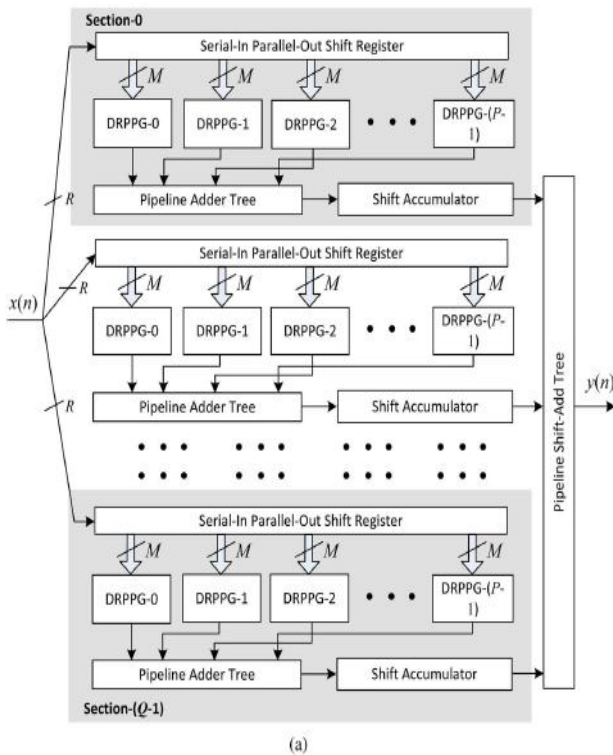 Section-0
Serial-In Parallel-Out Shift Register
M M M M
DRPPG-0 DRPPG-1 DRPPG-2 DRPPG-(P-
1)
R
Pipeline Adder Tree Shift Accumulator
Serial-In Parallel-Out Shift Register
x(n) R
M M M M
DRPPG-0 DRPPG-1 DRPPG-2 DRPPG-(P-
1)
R
Pipeline Adder Tree Shift Accumulator
Pipeline Shift-Add Tree
y(n)
Serial-In Parallel-Out Shift Register
M M M M
DRPPG-0 DRPPG-1 DRPPG-2 DRPPG-(P-
1)
Pipeline Adder Tree Shift Accumulator
Section-(Q-1)
(a)